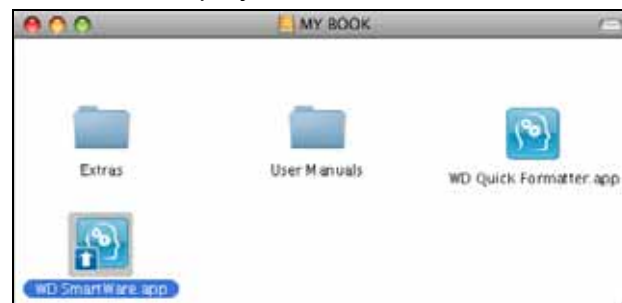 MY BOOK
Extras
User Manuals
WD Quick Formatter.app
WD SmartWare.app